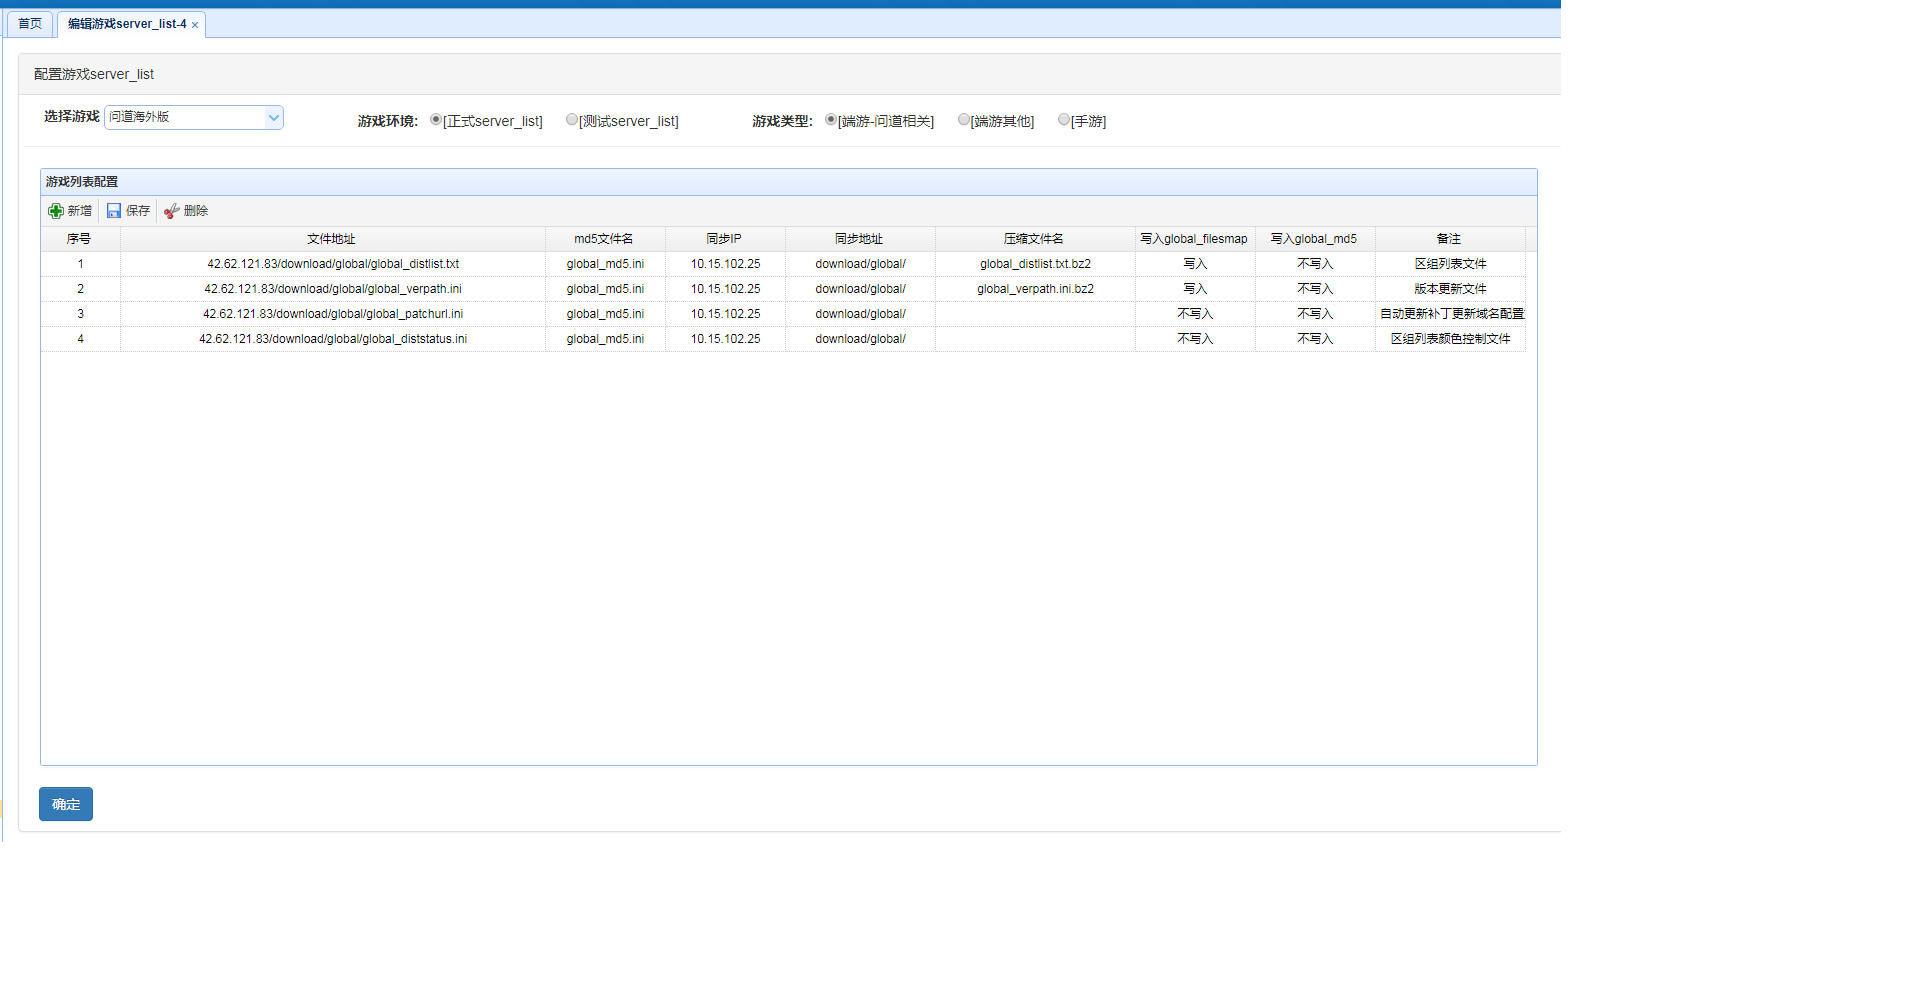 首页 编辑游戏server_list-4 ×
配置游戏server_list
选择游戏 问道海外版 游戏环境: [正式server_list] [测试server_list] 游戏类型: [端游-问道相关] [端游其他] [手游]
游戏列表配置
新增 保存 删除
序号 文件地址 md5文件名 同步IP 同步地址 压缩文件名 写入global_filesmap 写入global_md5 备注
1 42.62.121.83/download/global/global_distlist.txt global_md5.ini 10.15.102.25 download/global/ global_distlist.txt.bz2 写入 不写入 区组列表文件
2 42.62.121.83/download/global/global_verpath.ini global_md5.ini 10.15.102.25 download/global/ global_verpath.ini.bz2 写入 不写入 版本更新文件
3 42.62.121.83/download/global/global_patchurl.ini global_md5.ini 10.15.102.25 download/global/ 不写入 不写入 自动更新补丁更新域名配置
4 42.62.121.83/download/global/global_diststatus.ini global_md5.ini 10.15.102.25 download/global/ 不写入 不写入 区组列表颜色控制文件
确定